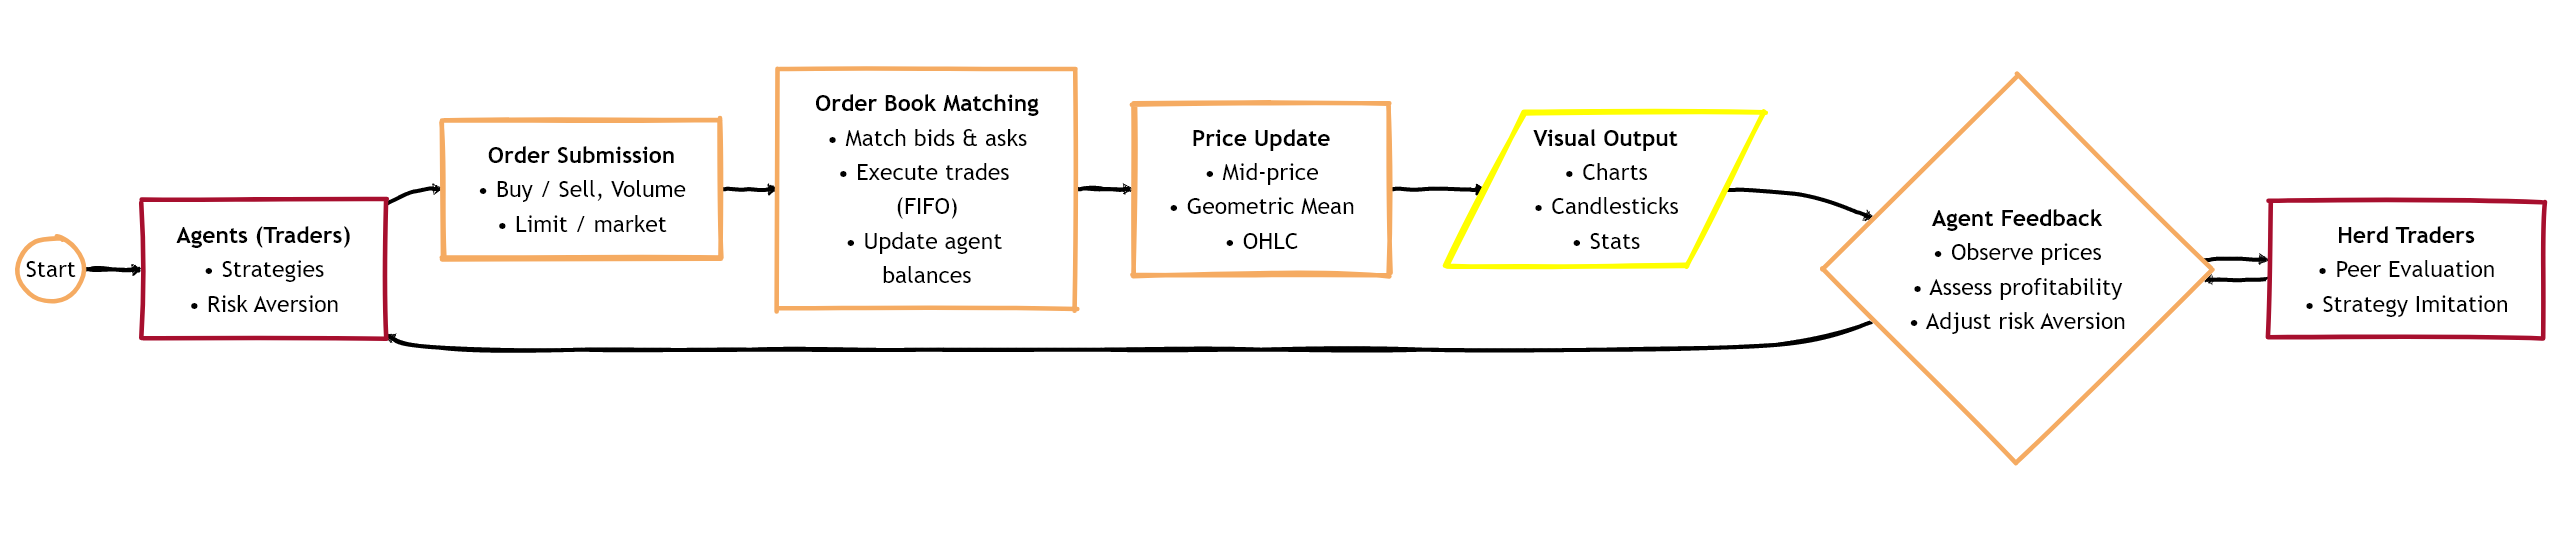 Start
Agents (Traders)
• Strategies
• Risk Aversion
Order Submission
• Buy / Sell, Volume
• Limit / market
Order Book Matching
• Match bids & asks
• Execute trades
(FIFO)
• Update agent
balances
Price Update
• Mid-price
• Geometric Mean
• OHLC
Visual Output
• Charts
• Candlesticks
• Stats
Agent Feedback
• Observe prices
• Assess profitability
• Adjust risk Aversion
Herd Traders
• Peer Evaluation
• Strategy Imitation